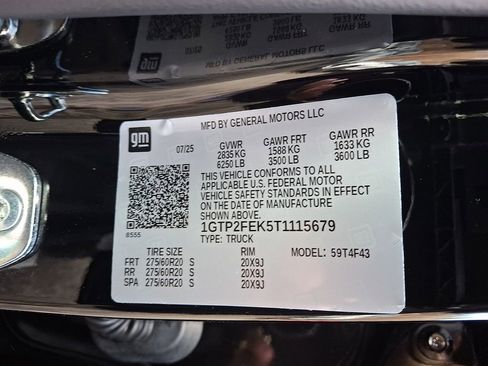 MFD BY GENERAL MOTORS LLC
gm
07/25
GVWR GAWR FRT GAWR RR
2835 KG 1588 KG 1633 KG
6250 LB 3500 LB 3600 LB
THIS VEHICLE CONFORMS TO ALL
APPLICABLE U.S. FEDERAL MOTOR
VEHICLE SAFETY STANDARDS IN EFFECT
ON THE DATE OF MANUFACTURE
SHOWN ABOVE.
1GTP2FEK5T1115679
8555
TYPE: TRUCK
TIRE SIZE RIM MODEL: 59T4F43
FRT 275/60R20 S 20X9J
RR 275/60R20 S 20X9J
SPA 275/60R20 S 20X9J